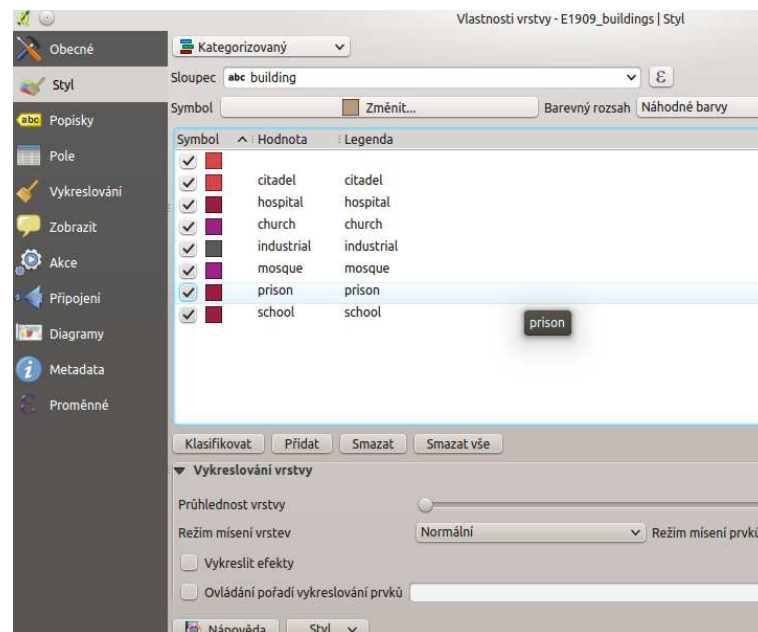 Vlastnosti vrstvy - E1909_buildings | Styl
Obecné
Styl
abc Popisky
Pole
Vykreslování
Zobrazit
Akce
Připojení
Diagramy
Metadata
Proměnné
Kategorizovaný
Sloupec abc building ε
Symbol Změnit... Barevný rozsah Náhodné barvy
Symbol Hodnota Legenda
citadel citadel
hospital hospital
church church
industrial industrial
mosque mosque
prison prison
school school
prison
Klasifikovat Přidat Smazat Smazat vše
Vykreslování vrstvy
Průhlednost vrstvy
Režim mísení vrstev Normální Režim mísení prvků
Vykreslit efekty
Ovládání pořadí vykreslování prvků
Nápověda Styl